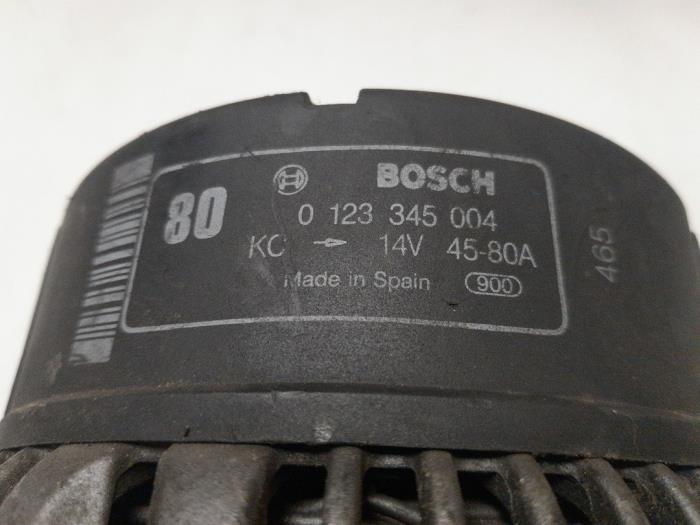 80
BOSCH
0 123 345 004
KC → 14V 45-80A
Made in Spain 900
465